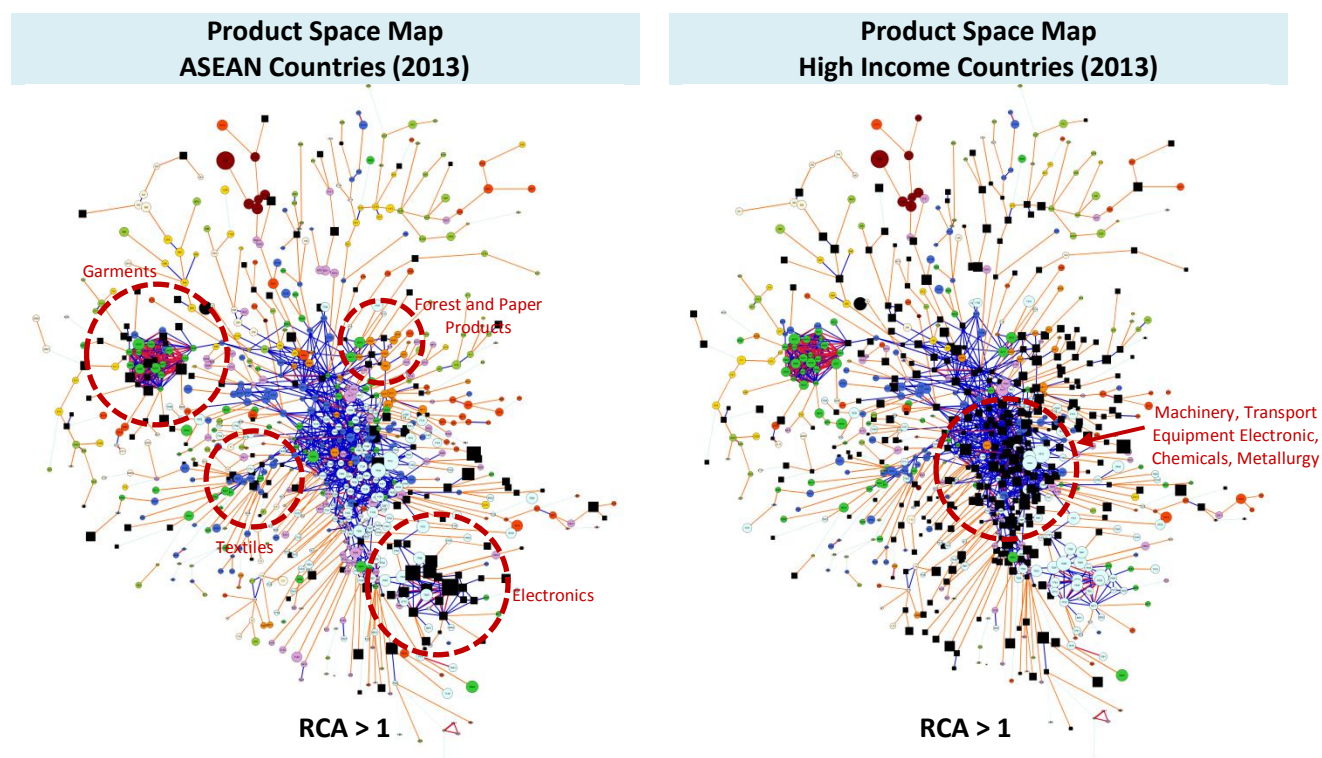 Product Space Map
ASEAN Countries (2013)
Product Space Map
High Income Countries (2013)
Garments
Forest and Paper
Products
Textiles
Electronics
Machinery, Transport
Equipment Electronic,
Chemicals, Metallurgy
RCA > 1
RCA > 1